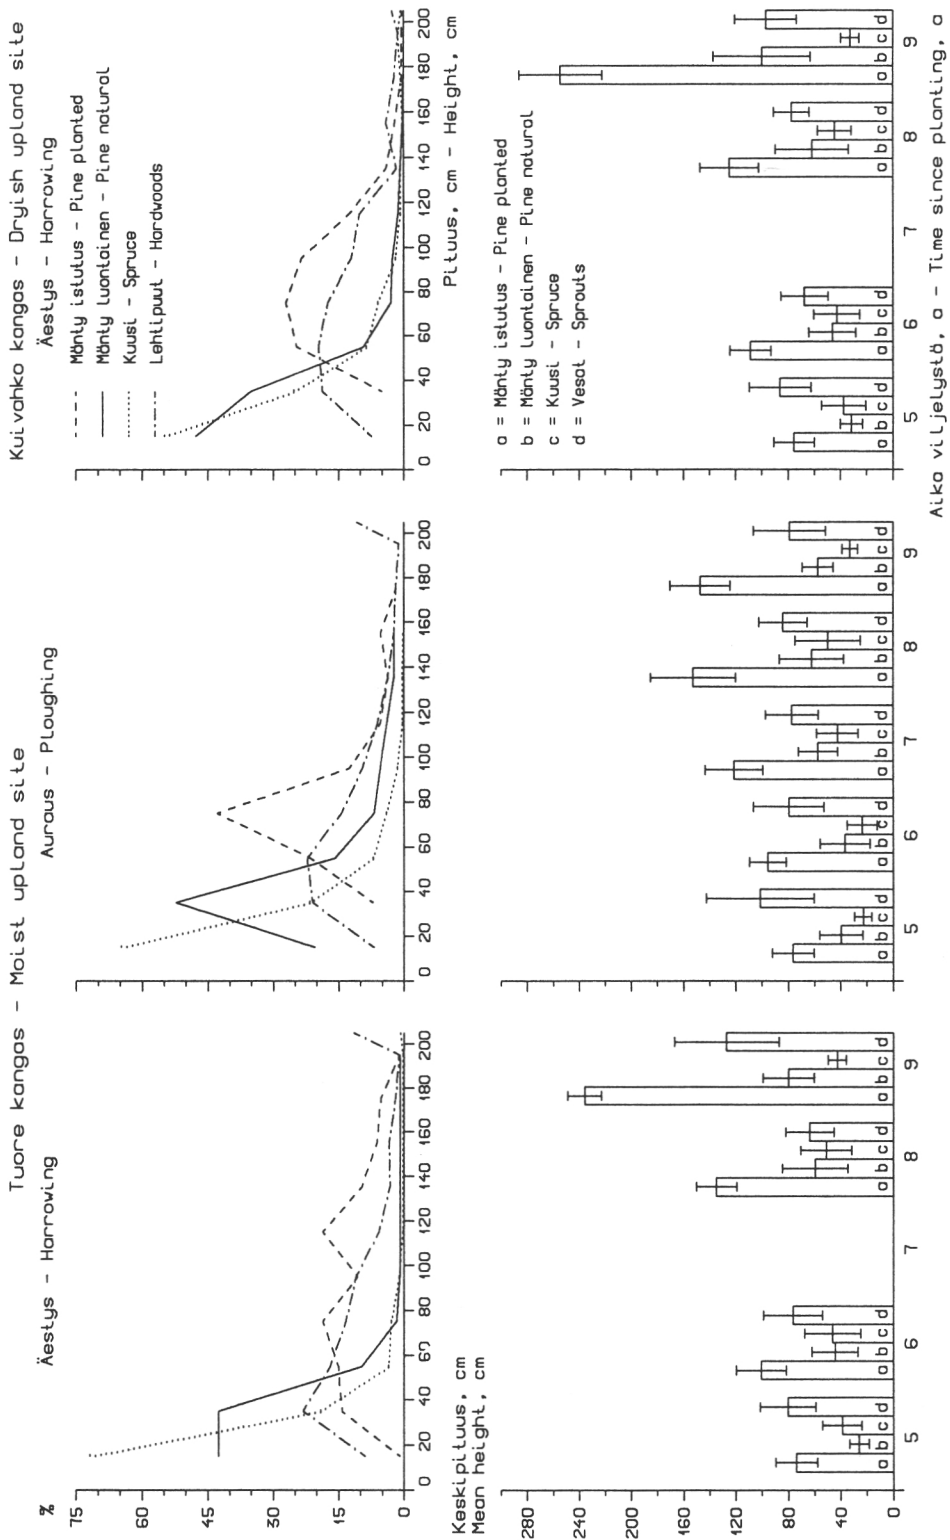 Tuore kangas - Moist upland site
Kuivahko kangas - Dryish upland site
Äestys - Harrowing
Auraus - Ploughing
Äestys - Harrowing
%
75
60
45
30
15
Mänty istutus - Pine planted
Mänty luontainen - Pine natural
Kuusi - Spruce
Lehtipuut - Hardwoods
0 20 40 60 80 100 120 140 160 180 200
0 20 40 60 80 100 120 140 160 180 200
0 20 40 60 80 100 120 140 160 180 200
Pituus, cm - Height, cm
Keskipituus, cm
Mean height, cm
280
240
200
160
120
80
40
a = Mänty istutus - Pine planted
b = Mänty luontainen - Pine natural
c = Kuusi - Spruce
d = Vesat - Sprouts
a b c d a b c d a b c d a b c d
a b c d a b c d a b c d a b c d a b c d
a b c d a b c d a b c d a b c d
5 6 7 8 9
5 6 7 8 9
5 6 7 8 9
Aika viljelystä, a - Time since planting, a